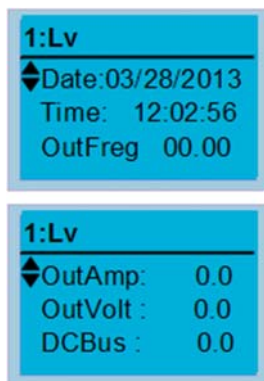 1:Lv
Date:03/28/2013
Time: 12:02:56
OutFreg 00.00
1:Lv
OutAmp: 0.0
OutVolt : 0.0
DCBus : 0.0